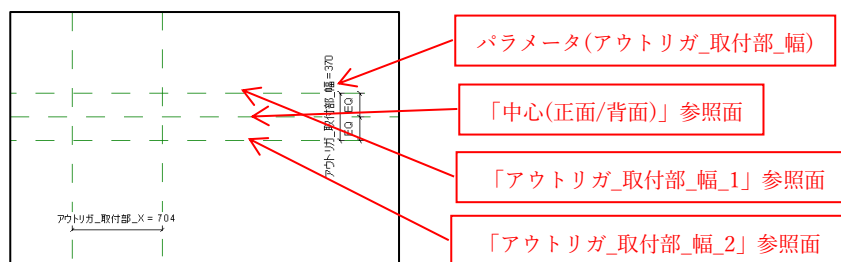 パラメータ(アウトリガ_取付部_幅)
アウトリガ_取付部_幅=370
EQ
EQ
「中心(正面/背面)」参照面
「アウトリガ_取付部_幅_1」参照面
アウトリガ_取付部_X = 704
「アウトリガ_取付部_幅_2」参照面